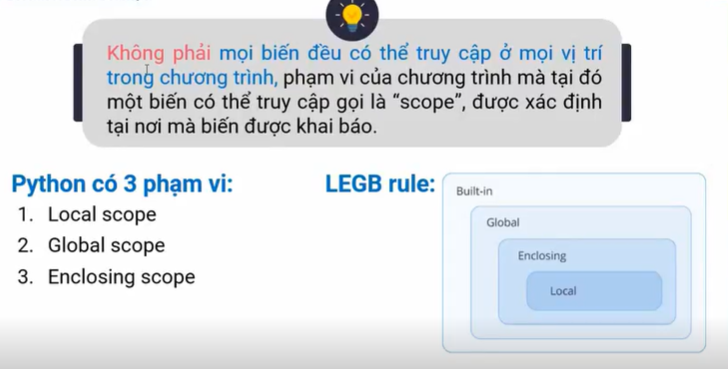 Không phải mọi biến đều có thể truy cập ở mọi vị trí
trong chương trình, phạm vi của chương trình mà tại đó
một biến có thể truy cập gọi là “scope”, được xác định
tại nơi mà biến được khai báo.
Python có 3 phạm vi:
1. Local scope
2. Global scope
3. Enclosing scope
LEGB rule:
Built-in
Global
Enclosing
Local